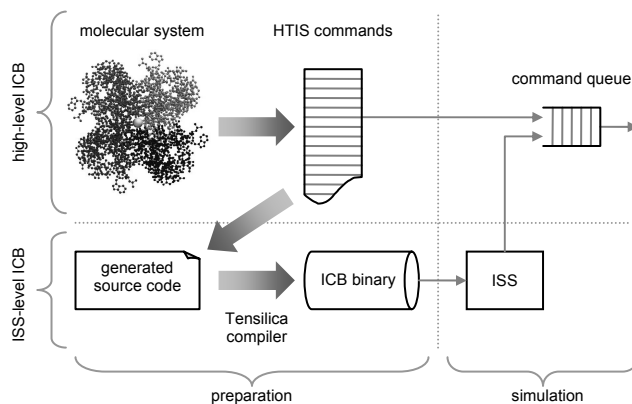 molecular system
HTIS commands
command queue
high-level ICB
generated
source code
ICB binary
ISS
ISS-level ICB
Tensilica
compiler
preparation
simulation